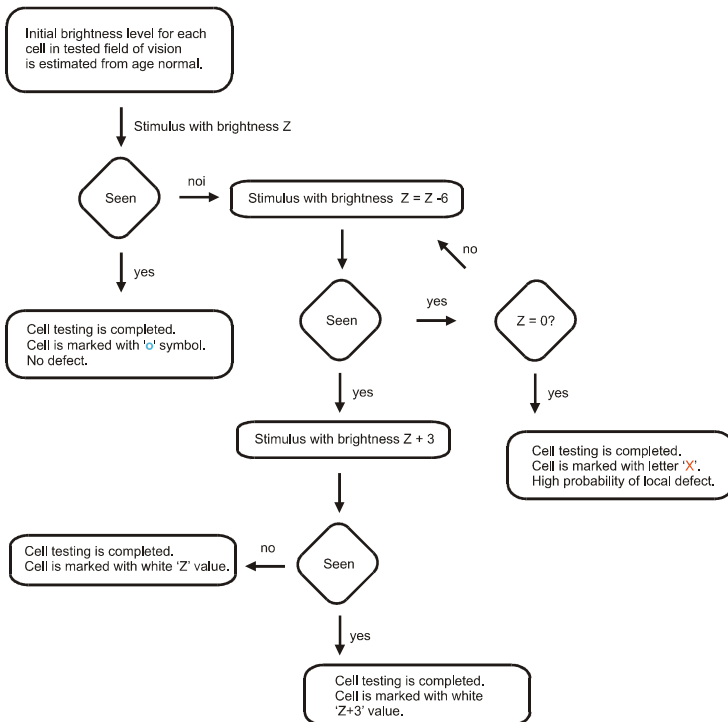 Initial brightness level for each
cell in tested field of vision
is estimated from age normal.
Stimulus with brightness Z
Seen
noi
Stimulus with brightness  Z = Z -6
yes
no
Cell testing is completed.
Cell is marked with 'o' symbol.
No defect.
Seen
yes
Z = 0?
yes
yes
Stimulus with brightness Z + 3
Cell testing is completed.
Cell is marked with letter ‘X’.
High probability of local defect.
Cell testing is completed.
Cell is marked with white ‘Z’ value.
no
Seen
yes
Cell testing is completed.
Cell is marked with white
‘Z+3’ value.